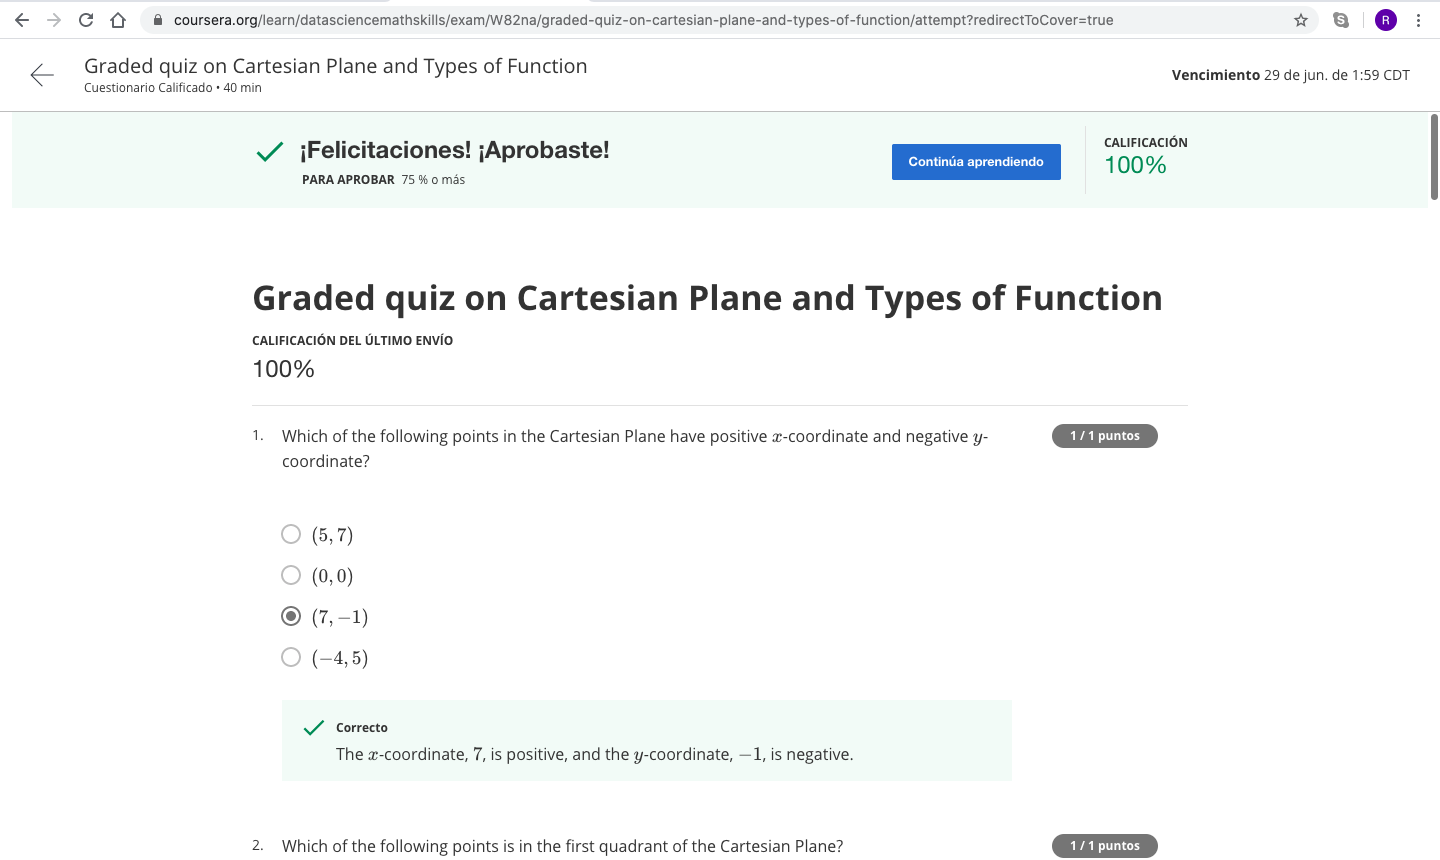 coursera.org/learn/datasciencemathskills/exam/W82na/graded-quiz-on-cartesian-plane-and-types-of-function/attempt?redirectToCover=true
R
Graded quiz on Cartesian Plane and Types of Function
Cuestionario Calificado • 40 min
Vencimiento 29 de jun. de 1:59 CDT
¡Felicitaciones! ¡Aprobaste!
PARA APROBAR 75 % o más
Continúa aprendiendo
CALIFICACIÓN
100%
Graded quiz on Cartesian Plane and Types of Function
CALIFICACIÓN DEL ÚLTIMO ENVÍO
100%
1. Which of the following points in the Cartesian Plane have positive x-coordinate and negative y-
coordinate?
1 / 1 puntos
(5, 7)
(0, 0)
(7, −1)
(−4, 5)
Correcto
The x-coordinate, 7, is positive, and the y-coordinate, −1, is negative.
2. Which of the following points is in the first quadrant of the Cartesian Plane?
1 / 1 puntos